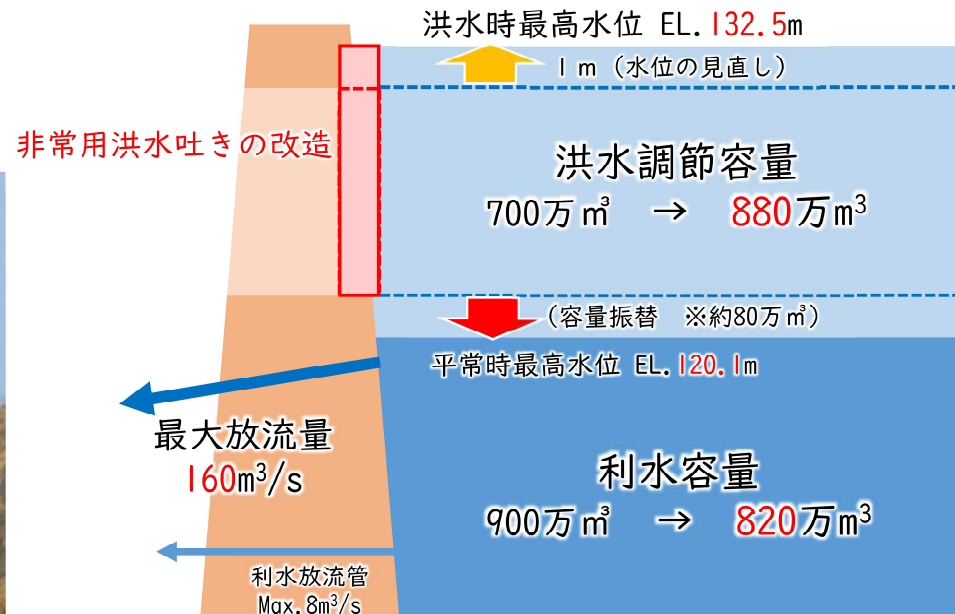 洪水時最高水位 EL.132.5m
1m（水位の見直し）
非常用洪水吐きの改造
洪水調節容量
700万㎥ → 880万m³
（容量振替 ※約80万㎥）
平常時最高水位 EL.120.1m
最大放流量
160m³/s
利水容量
900万㎥ → 820万m³
利水放流管
Max.8m³/s